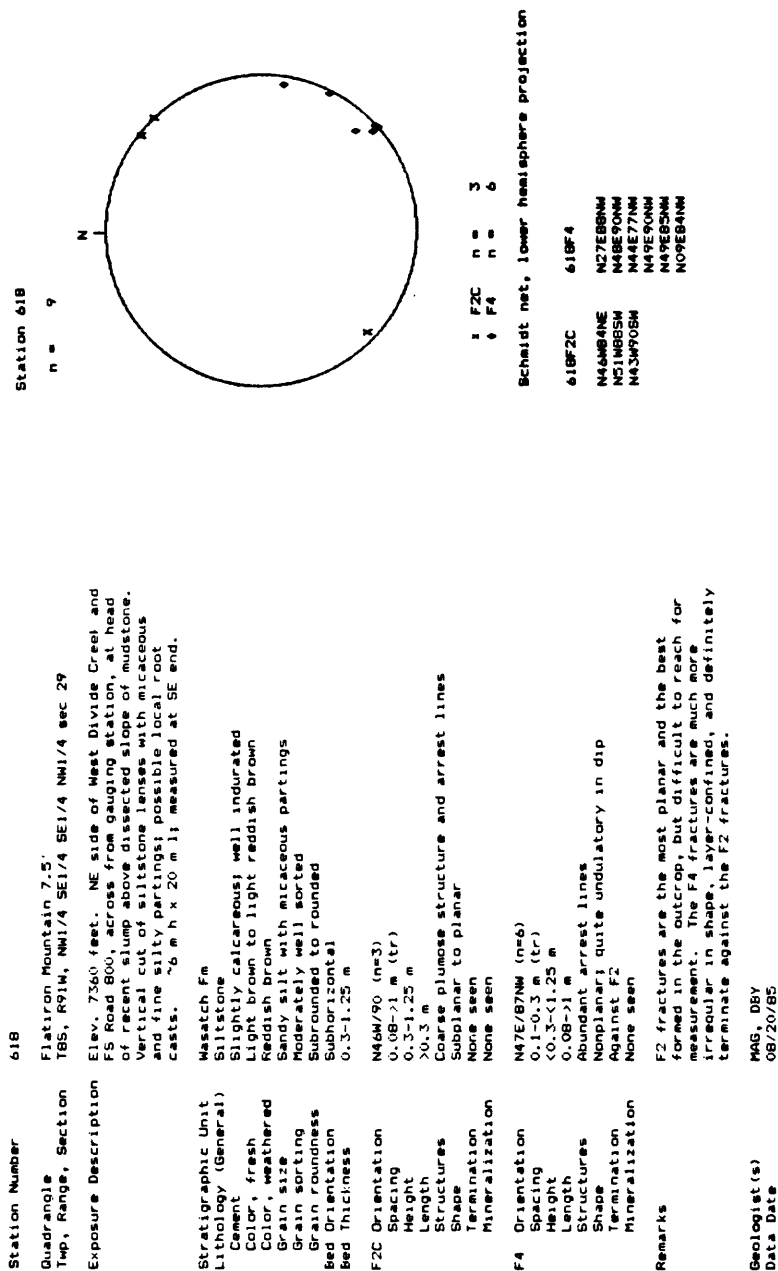 Station Number 618
Quadrangle Flatiron Mountain 7.5'
Twp, Range, Section T8S, R91W, NW1/4 SE1/4 NW1/4 sec 29
Exposure Description Elev. 7360 feet. NE side of West Divide Creek and
FS Road 800, across from gauging station, at head
of recent slump above dissected slope of mudstone.
Vertical cut of siltstone lenses with micaceous
and fine silty partings; possible local root
casts. ~6 m h x 20 m l; measured at SE end.
Stratigraphic Unit Wasatch Fm
Lithology (General) Siltstone
Cement Slightly calcareous; well indurated
Color, fresh Light brown to light reddish brown
Color, weathered Reddish brown
Grain size Sandy silt with micaceous partings
Grain sorting Moderately well sorted
Grain roundness Subrounded to rounded
Bed Orientation Subhorizontal
Bed Thickness 0.3-1.25 m
F2C Orientation N46W/90 (n=3)
Spacing 0.08->1 m (tr)
Height 0.3-1.25 m
Length >0.3 m
Structures Coarse plumose structure and arrest lines
Shape Subplanar to planar
Termination None seen
Mineralization None seen
F4 Orientation N47E/87NW (n=6)
Spacing 0.1-0.3 m (tr)
Height <0.3-<1.25 m
Length 0.08->1 m
Structures Abundant arrest lines
Shape Nonplanar; quite undulatory in dip
Termination Against F2
Mineralization None seen
Remarks F2 fractures are the most planar and the best
formed in the outcrop, but difficult to reach for
measurement. The F4 fractures are much more
irregular in shape, layer-confined, and definitely
terminate against the F2 fractures.
Geologist(s) MAG, DBY
Data Date 08/20/85
Station 618
n = 9
N
x F2C n = 3
♦ F4 n = 6
Schmidt net, lower hemisphere projection
618F2C 618F4
N46W84NE N27E88NW
N51W88SW N48E90NW
N43W90SW N44E77NW
N49E90NW
N49E85NW
N09E84NW